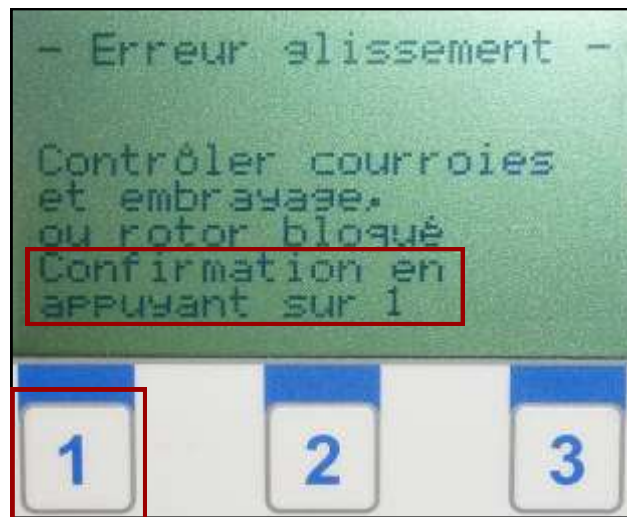 - Erreur glissement -
Contrôler courroies
et embrayage.
ou rotor bloqué
Confirmation en
appuyant sur 1
1 2 3